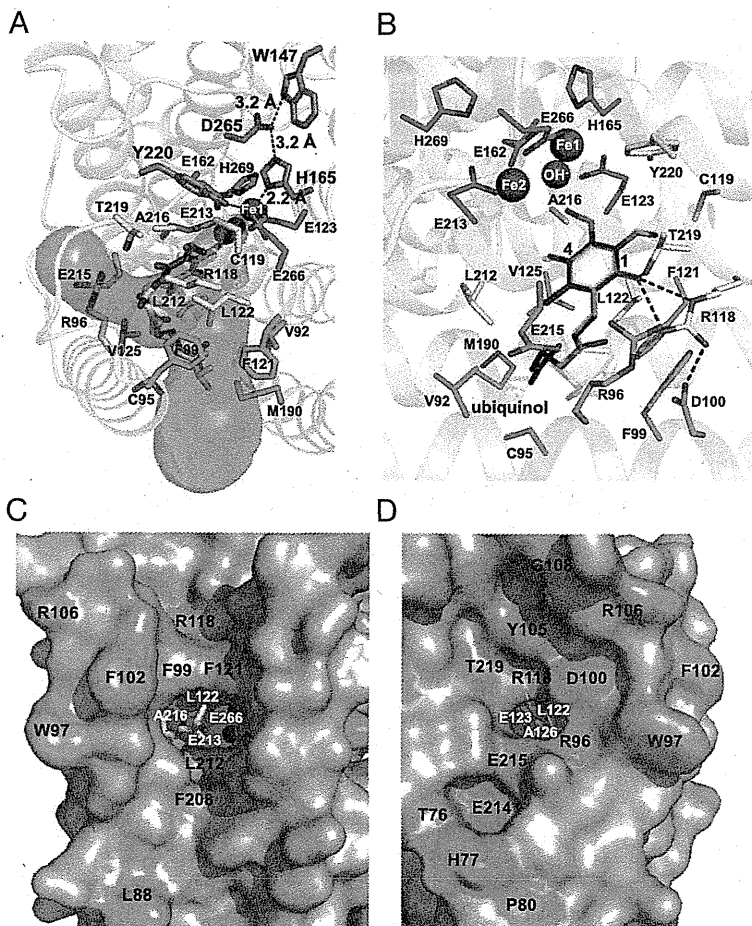 A
W147
3.2 Å
D265
3.2 Å
Y220
E162
H269
H165
Fe1
2.2 Å
T219
A216
E213
E123
C119
E266
R118
E215
L212
L122
R96
V125
V92
F99
F121
C95
M190
B
E266
H165
H269
E162
Fe1
Y220
Fe2
OH-
C119
E213
E123
A216
T219
4
1
L212
V125
F121
L122
R118
E215
M190
R96
D100
V92
ubiquinol
F99
C95
C
R106
R118
F102
F99
F121
L122
A216
E266
W97
E213
L212
F208
L88
D
G108
R106
Y105
T219
F102
R118
D100
L122
E123
A126
R96
W97
E215
E214
T76
H77
P80